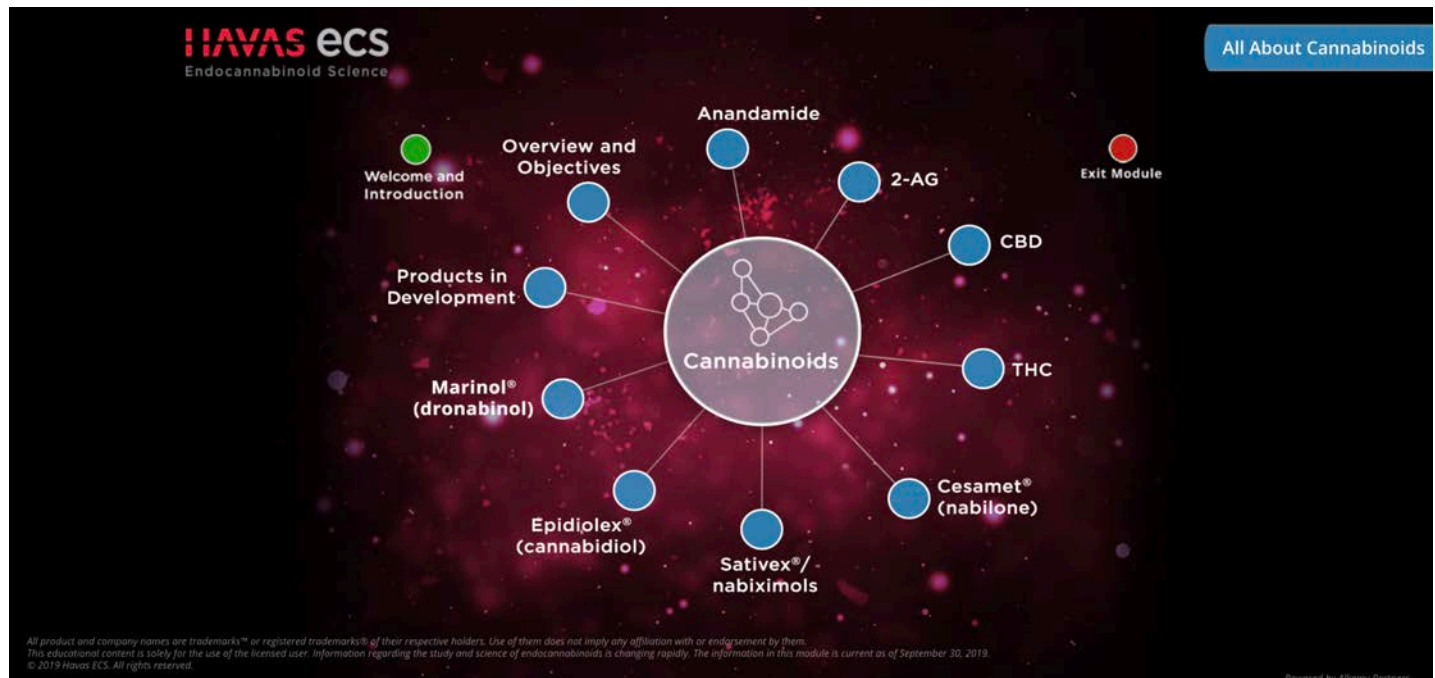 HAVAS ecs
Endocannabinoid Science
All About Cannabinoids
Welcome and
Introduction
Overview and
Objectives
Anandamide
2-AG
Exit Module
CBD
Products in
Development
Cannabinoids
THC
Marinol®
(dronabinol)
Cesamet®
(nabilone)
Epidiolex®
(cannabidiol)
Sativex®/
nabiximols
All product and company names are trademarks™ or registered trademarks® of their respective holders. Use of them does not imply any affiliation with or endorsement by them.
This educational content is solely for the use of the licensed user. Information regarding the study and science of endocannabinoids is changing rapidly. The information in this module is current as of September 30, 2019.
© 2019 Havas ECS. All rights reserved.